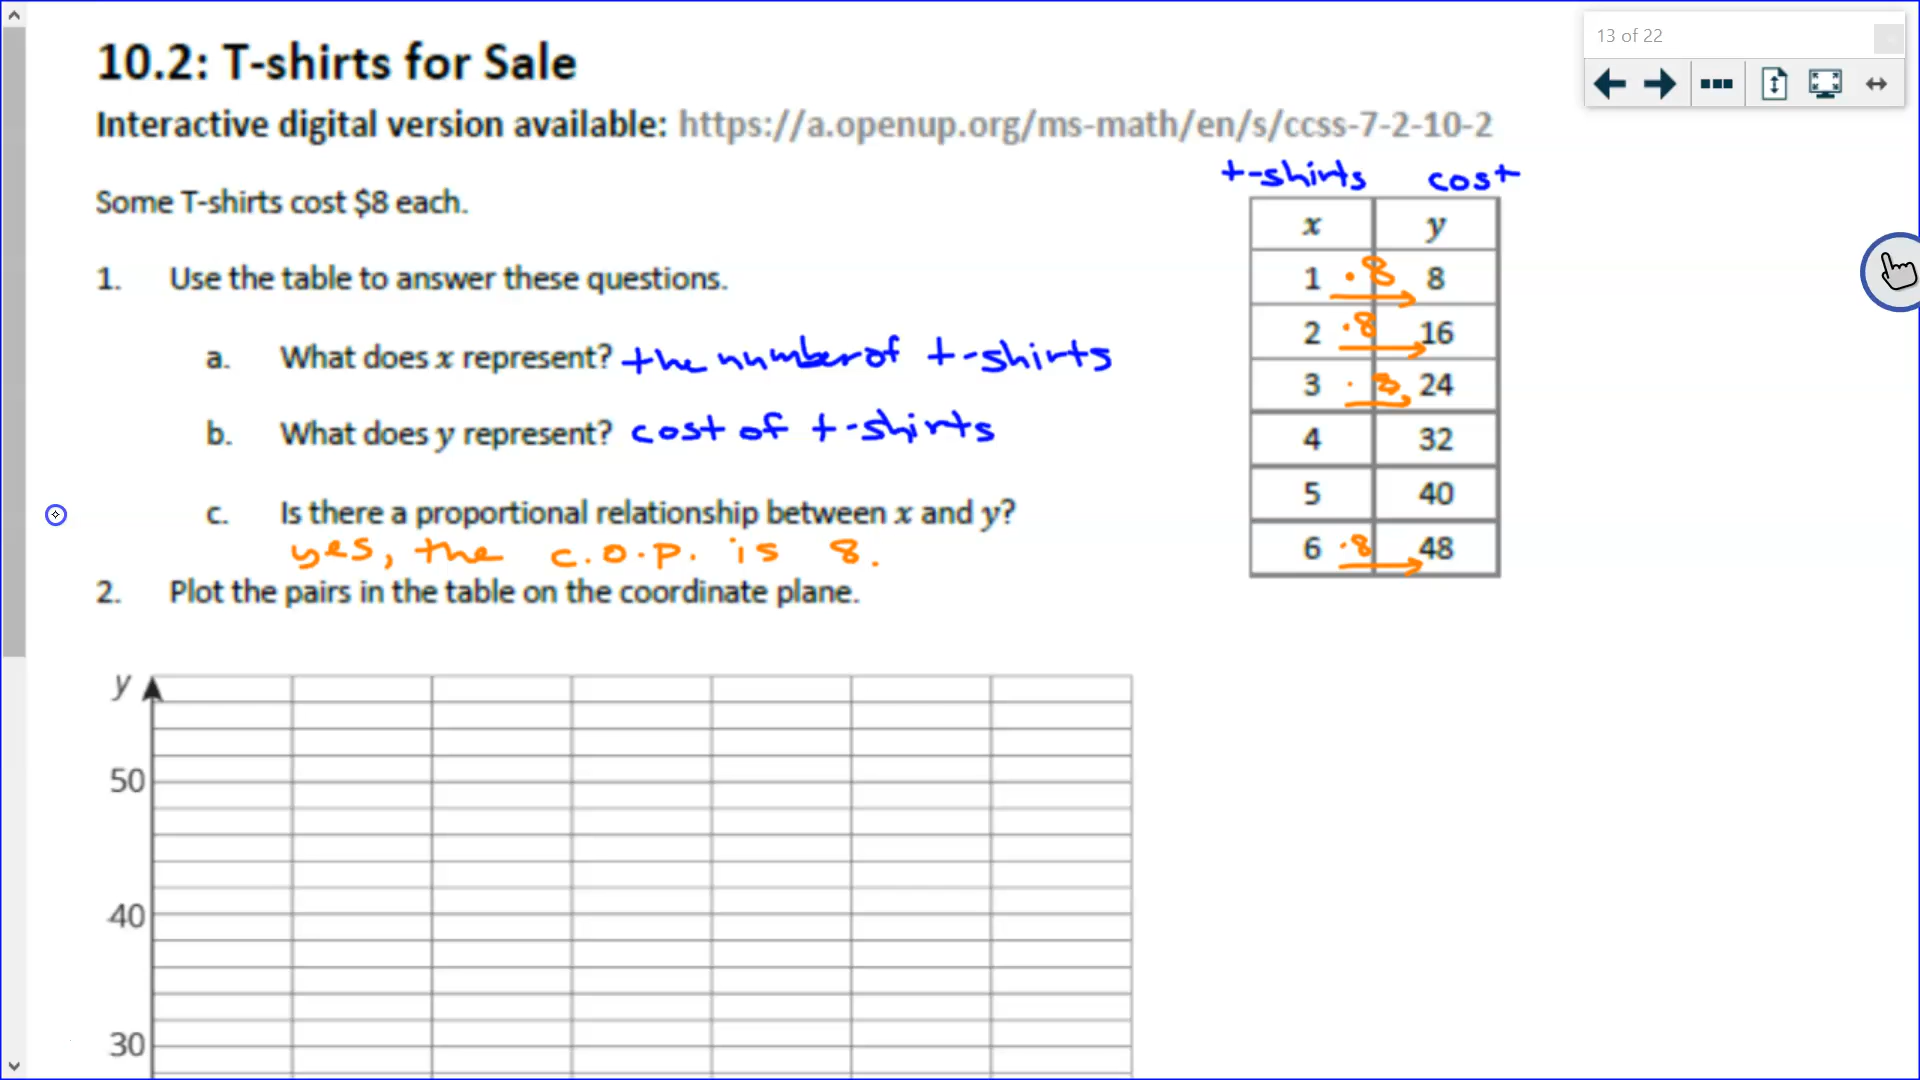 10.2: T-shirts for Sale
13 of 22
Interactive digital version available: https://a.openup.org/ms-math/en/s/ccss-7-2-10-2
t-shirts cost
Some T-shirts cost $8 each.
x y
1. Use the table to answer these questions.
1 ·8 8
2 ·8 16
a. What does x represent? the number of t-shirts
3 ·8 24
b. What does y represent? cost of t-shirts
4 32
5 40
c. Is there a proportional relationship between x and y?
yes, the c.o.p. is 8.
6 ·8 48
2. Plot the pairs in the table on the coordinate plane.
y
50
40
30